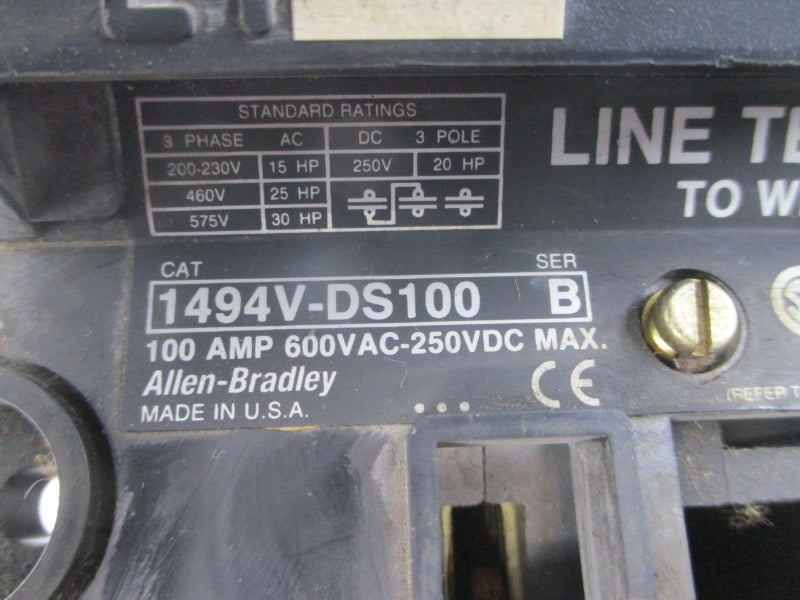 STANDARD RATINGS
3 PHASE AC DC 3 POLE
200-230V 15 HP 250V 20 HP
460V 25 HP
575V 30 HP
LINE
TO
CAT SER
1494V-DS100 B
100 AMP 600VAC-250VDC MAX.
Allen-Bradley CE
MADE IN U.S.A.
(REFER